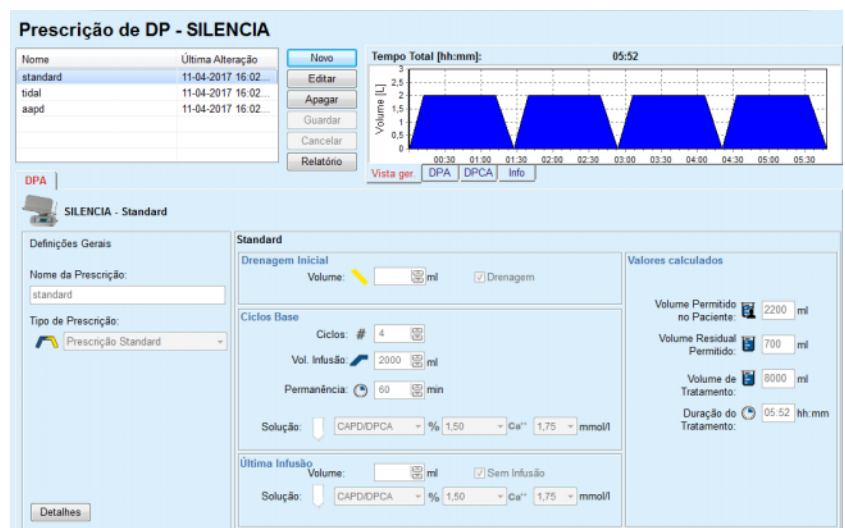 Prescrição de DP - SILENCIA
Nome Última Alteração
standard 11-04-2017 16:02...
tidal 11-04-2017 16:02...
aapd 11-04-2017 16:02...
Novo
Editar
Apagar
Guardar
Cancelar
Relatório
Tempo Total [hh:mm]: 05:52
Volume [L]
3
2,5
2
1,5
1
0,5
0
00:30 01:00 01:30 02:00 02:30 03:00 03:30 04:00 04:30 05:00 05:30
Vista ger. DPA DPCA Info
DPA
SILENCIA - Standard
Definições Gerais
Nome da Prescrição:
standard
Tipo de Prescrição:
Prescrição Standard
Detalhes
Standard
Drenagem Inicial
Volume: ml Drenagem
Ciclos Base
Ciclos: # 4
Vol. Infusão: 2000 ml
Permanência: 60 min
Solução: CAPD/DPCA % 1,50 Ca⁺⁺ 1,75 mmol/l
Última Infusão
Volume: ml Sem Infusão
Solução: CAPD/DPCA % 1,50 Ca⁺⁺ 1,75 mmol/l
Valores calculados
Volume Permitido
no Paciente: 2200 ml
Volume Residual
Permitido: 700 ml
Volume de
Tratamento: 8000 ml
Duração do
Tratamento: 05:52 hh:mm